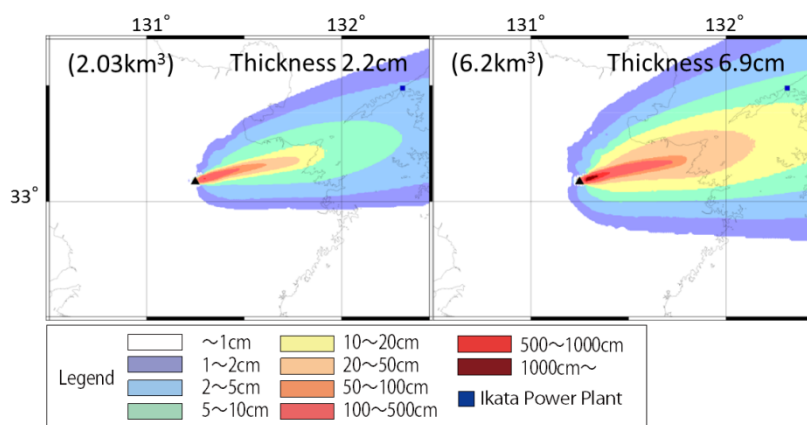 131° 132° 131° 132°
(2.03km³) Thickness 2.2cm (6.2km³) Thickness 6.9cm
33°
Legend
～1cm
1～2cm
2～5cm
5～10cm
10～20cm
20～50cm
50～100cm
100～500cm
500～1000cm
1000cm～
Ikata Power Plant